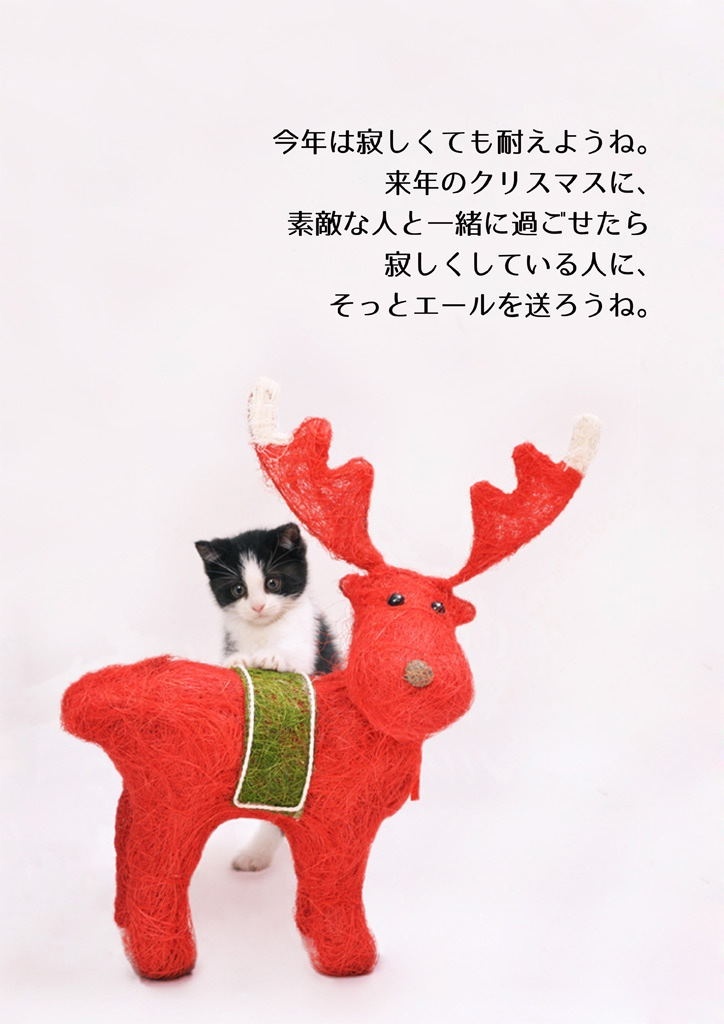 今年は寂しくても耐えようね。
来年のクリスマスに、
素敵な人と一緒に過ごせたら
寂しくしている人に、
そっとエールを送ろうね。